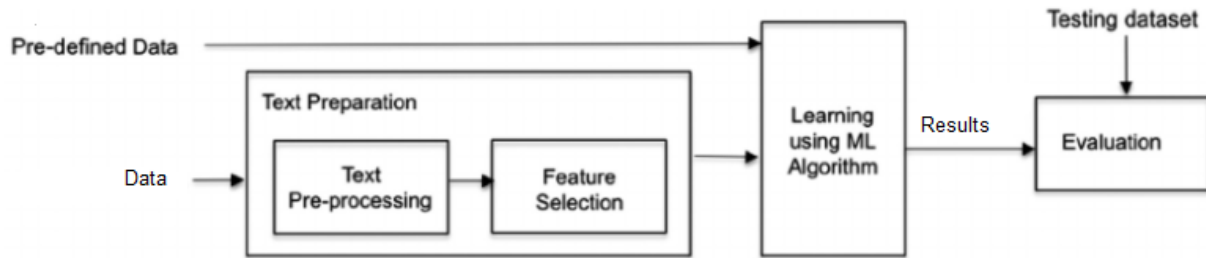 Testing dataset
Pre-defined Data
Text Preparation
Learning
using ML
Algorithm
Results
Evaluation
Data
Text
Pre-processing
Feature
Selection